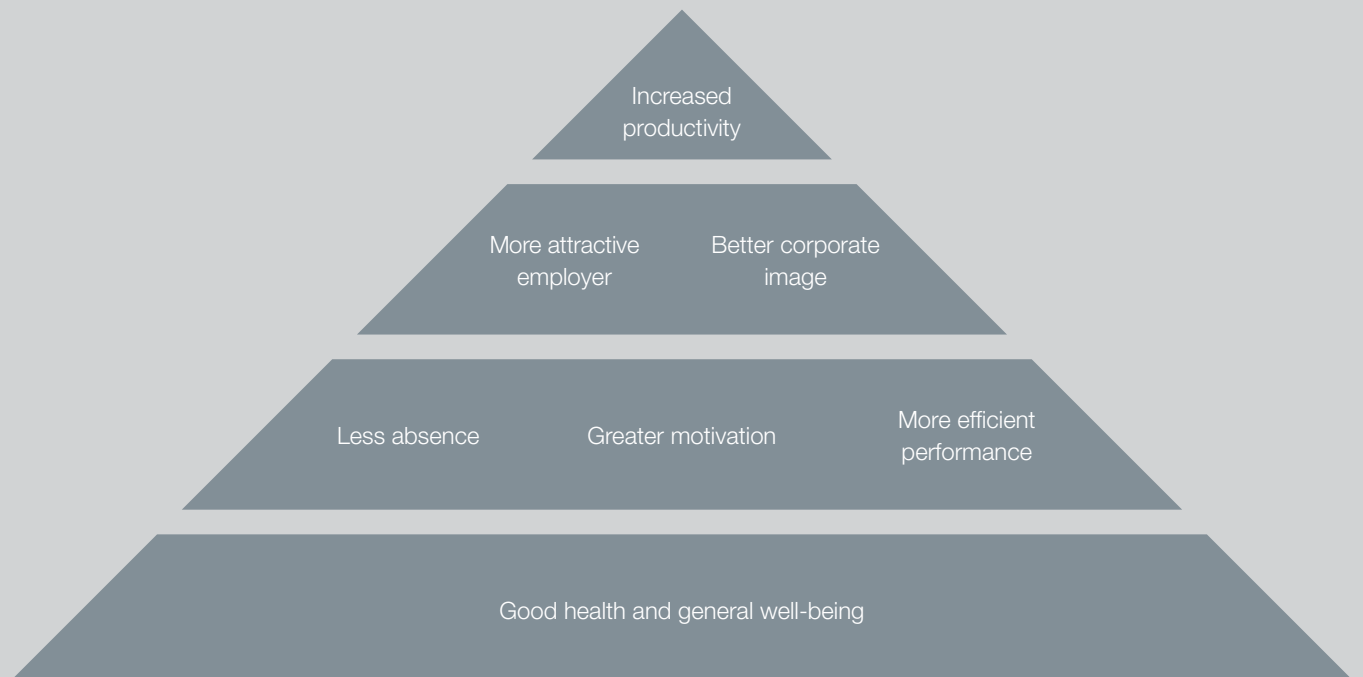 Increased
productivity
More attractive
employer
Better corporate
image
Less absence
Greater motivation
More efficient
performance
Good health and general well-being